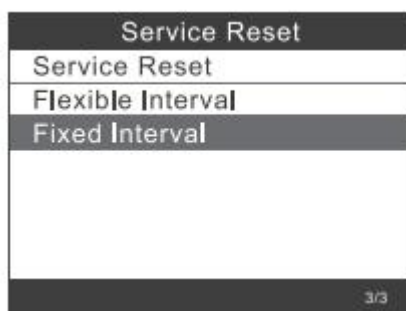 Service Reset
Service Reset
Flexible Interval
Fixed Interval
3/3